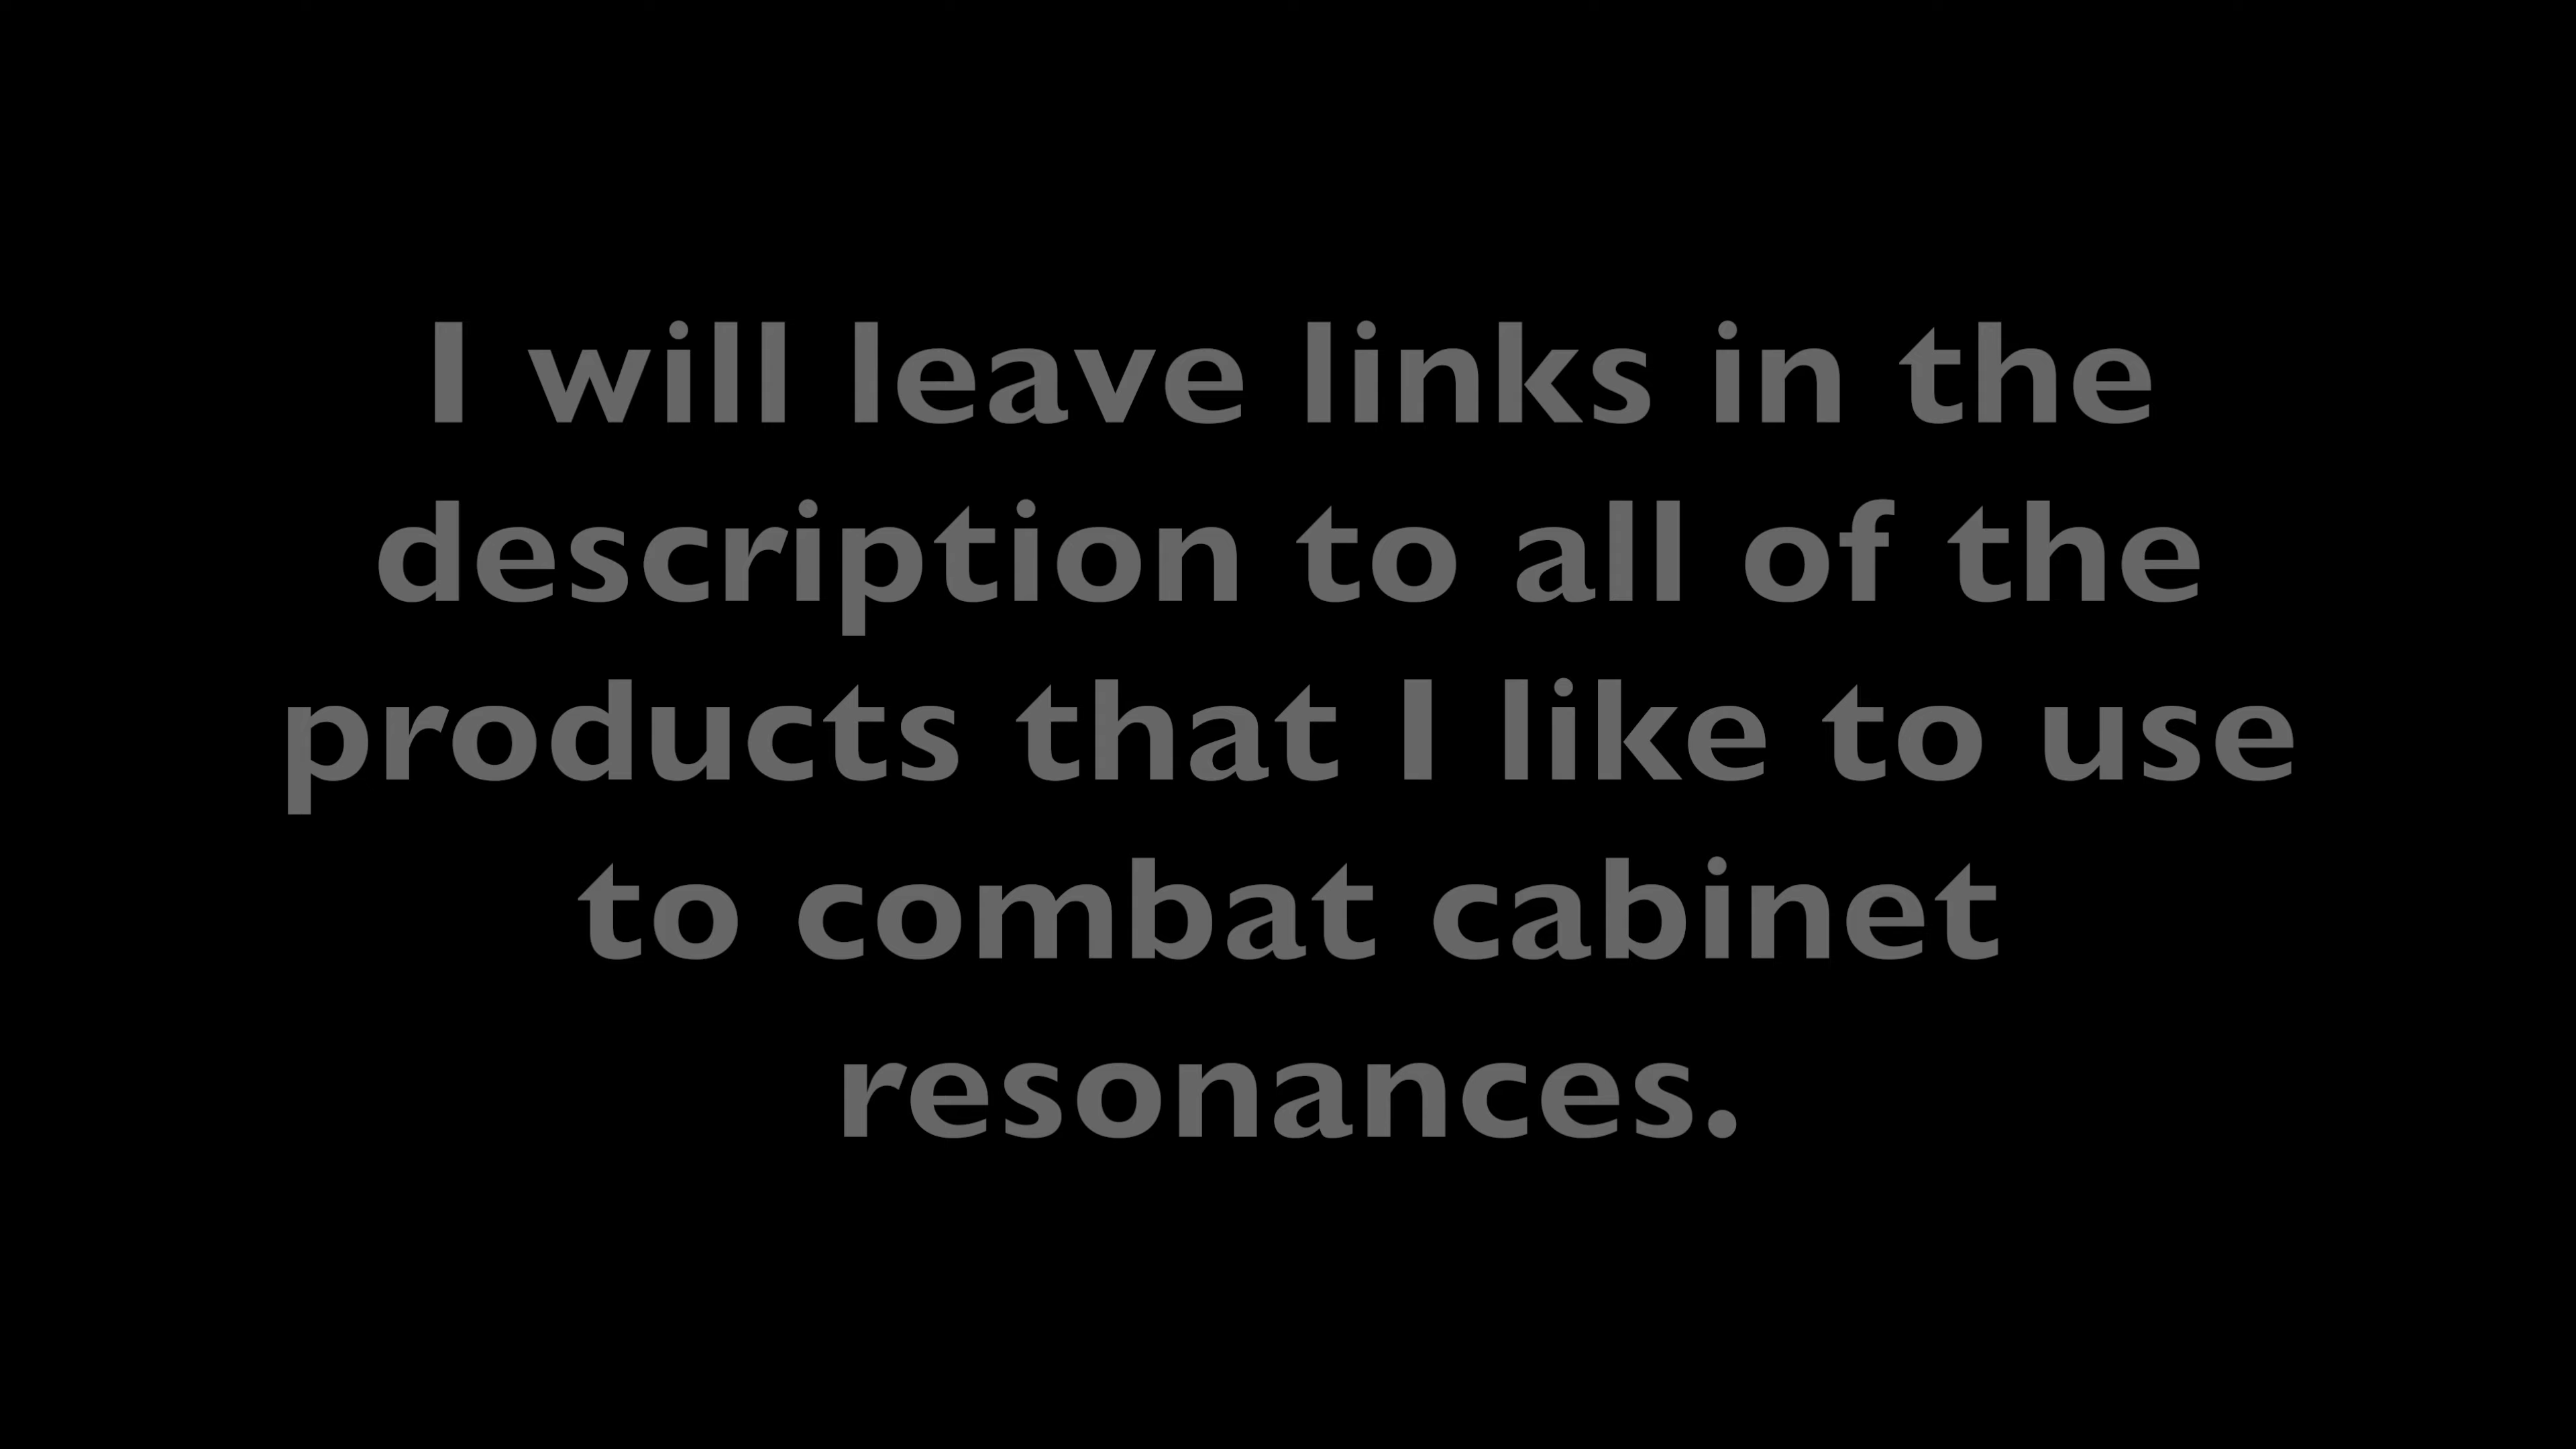 I will leave links in the
description to all of the
products that I like to use
to combat cabinet
resonances.